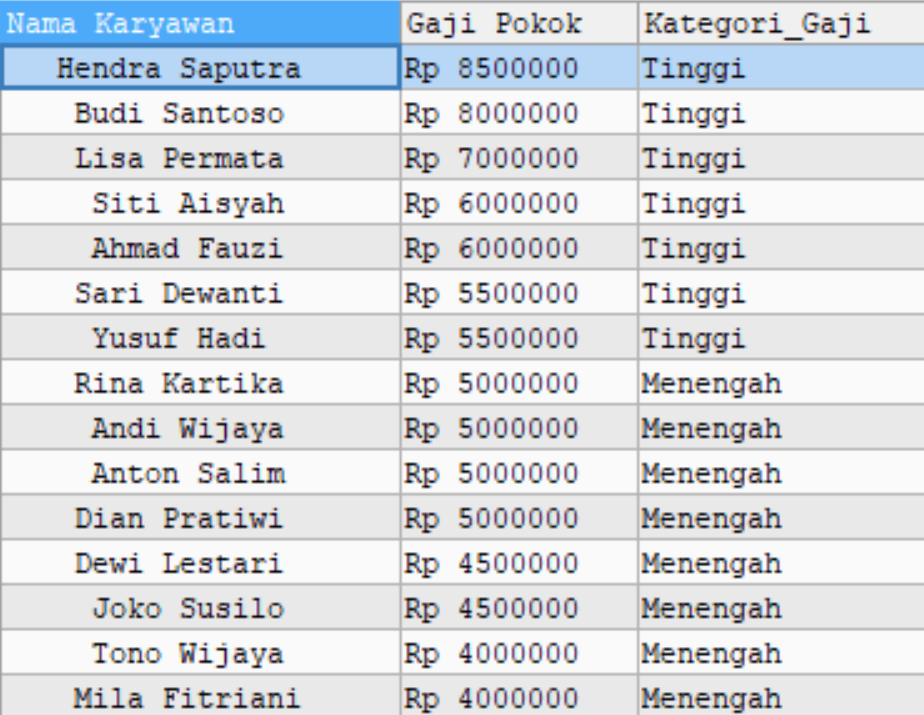 Nama Karyawan Gaji Pokok Kategori_Gaji
Hendra Saputra Rp 8500000 Tinggi
Budi Santoso Rp 8000000 Tinggi
Lisa Permata Rp 7000000 Tinggi
Siti Aisyah Rp 6000000 Tinggi
Ahmad Fauzi Rp 6000000 Tinggi
Sari Dewanti Rp 5500000 Tinggi
Yusuf Hadi Rp 5500000 Tinggi
Rina Kartika Rp 5000000 Menengah
Andi Wijaya Rp 5000000 Menengah
Anton Salim Rp 5000000 Menengah
Dian Pratiwi Rp 5000000 Menengah
Dewi Lestari Rp 4500000 Menengah
Joko Susilo Rp 4500000 Menengah
Tono Wijaya Rp 4000000 Menengah
Mila Fitriani Rp 4000000 Menengah